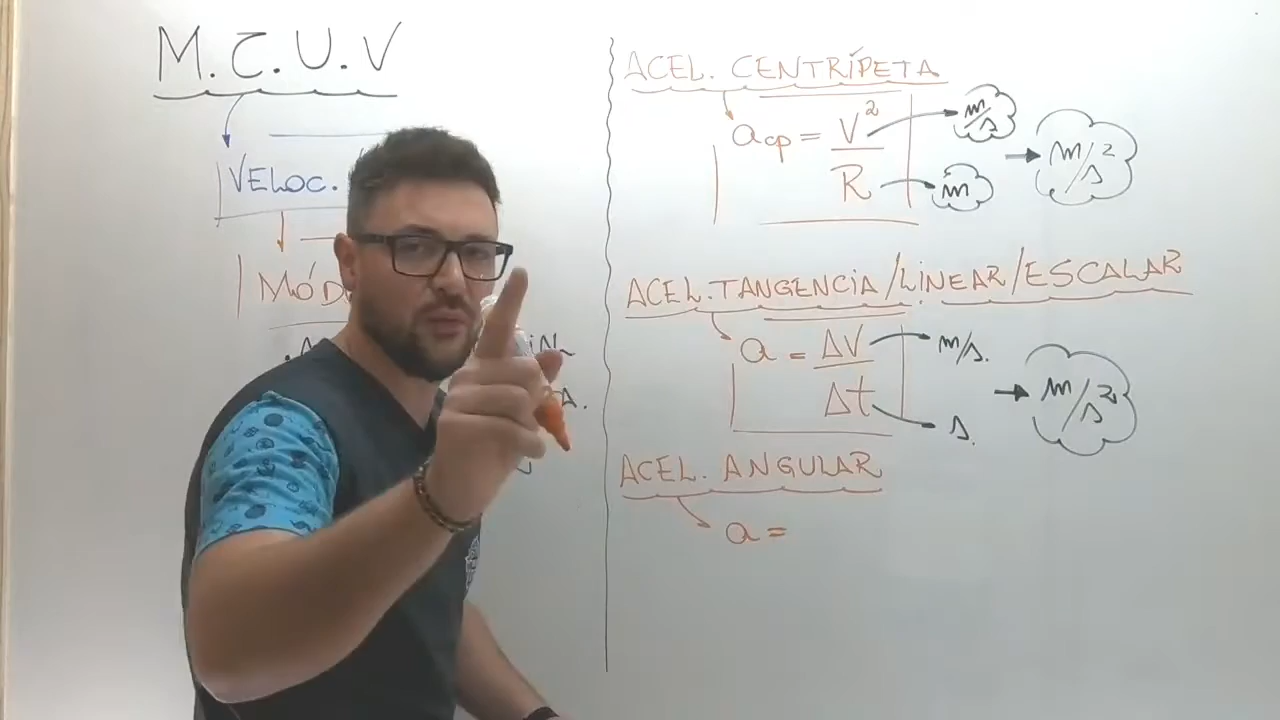 M.C.U.V
VELOC.
MÓD
ACEL. CENTRÍPETA
acp = V²/R
m/s
m
m/s²
ACEL. TANGENCIA/LINEAR/ESCALAR
a = ΔV/Δt
m/s.
s.
m/s²
ACEL. ANGULAR
a =